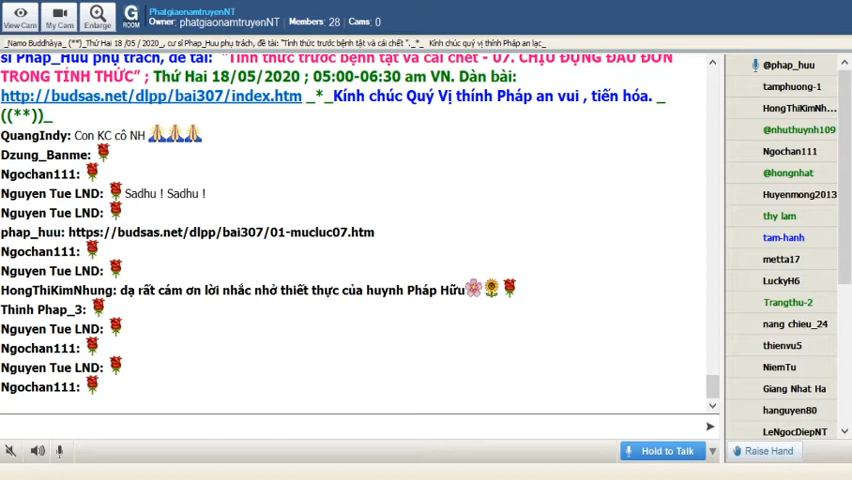 View Cam
My Cam
Enlarge
G
ROOM
PhatgiaonamtruyenNT
Owner: phatgiaonamtruyenNT | Members: 28 | Cams: 0
_Namo Buddhàya_ (**)_Thứ Hai 18 /05 / 2020_, cư sĩ Pháp_Hữu phụ trách, đề tài: "Tỉnh thức trước bệnh tật và cái chết "._*_ Kính chúc quý vị thính Pháp an lạc_
sĩ Pháp_Hữu phụ trách, đề tài: "Tỉnh thức trước bệnh tật và cái chết - 07. CHỊU ĐỰNG ĐAU ĐỚN
TRONG TỈNH THỨC" ; Thứ Hai 18/05/2020 ; 05:00-06:30 am VN. Dàn bài:
http://budsas.net/dlpp/bai307/index.htm _*_Kính chúc Quý Vị thính Pháp an vui , tiến hóa. _
((**))_
QuangIndy: Con KC cô NH
Dzung_Banme:
Ngochan111:
Nguyen Tue LND: Sadhu ! Sadhu !
Nguyen Tue LND:
phap_huu: https://budsas.net/dlpp/bai307/01-mucluc07.htm
Ngochan111:
Nguyen Tue LND:
HongThiKimNhung: dạ rất cám ơn lời nhắc nhở thiết thực của huynh Pháp Hữu
Thinh Phap_3:
Nguyen Tue LND:
Ngochan111:
Nguyen Tue LND:
Ngochan111:
@phap_huu
tamphuong-1
HongThiKimNh...
@nhuthuynh109
Ngochan111
@hongnhat
Huyenmong2013
thy lam
tam-hanh
metta17
LuckyH6
Trangthu-2
nang chieu_24
thienvu5
NiemTu
Giang Nhat Ha
hanguyen80
LeNgocDiepNT
Hold to Talk
Raise Hand